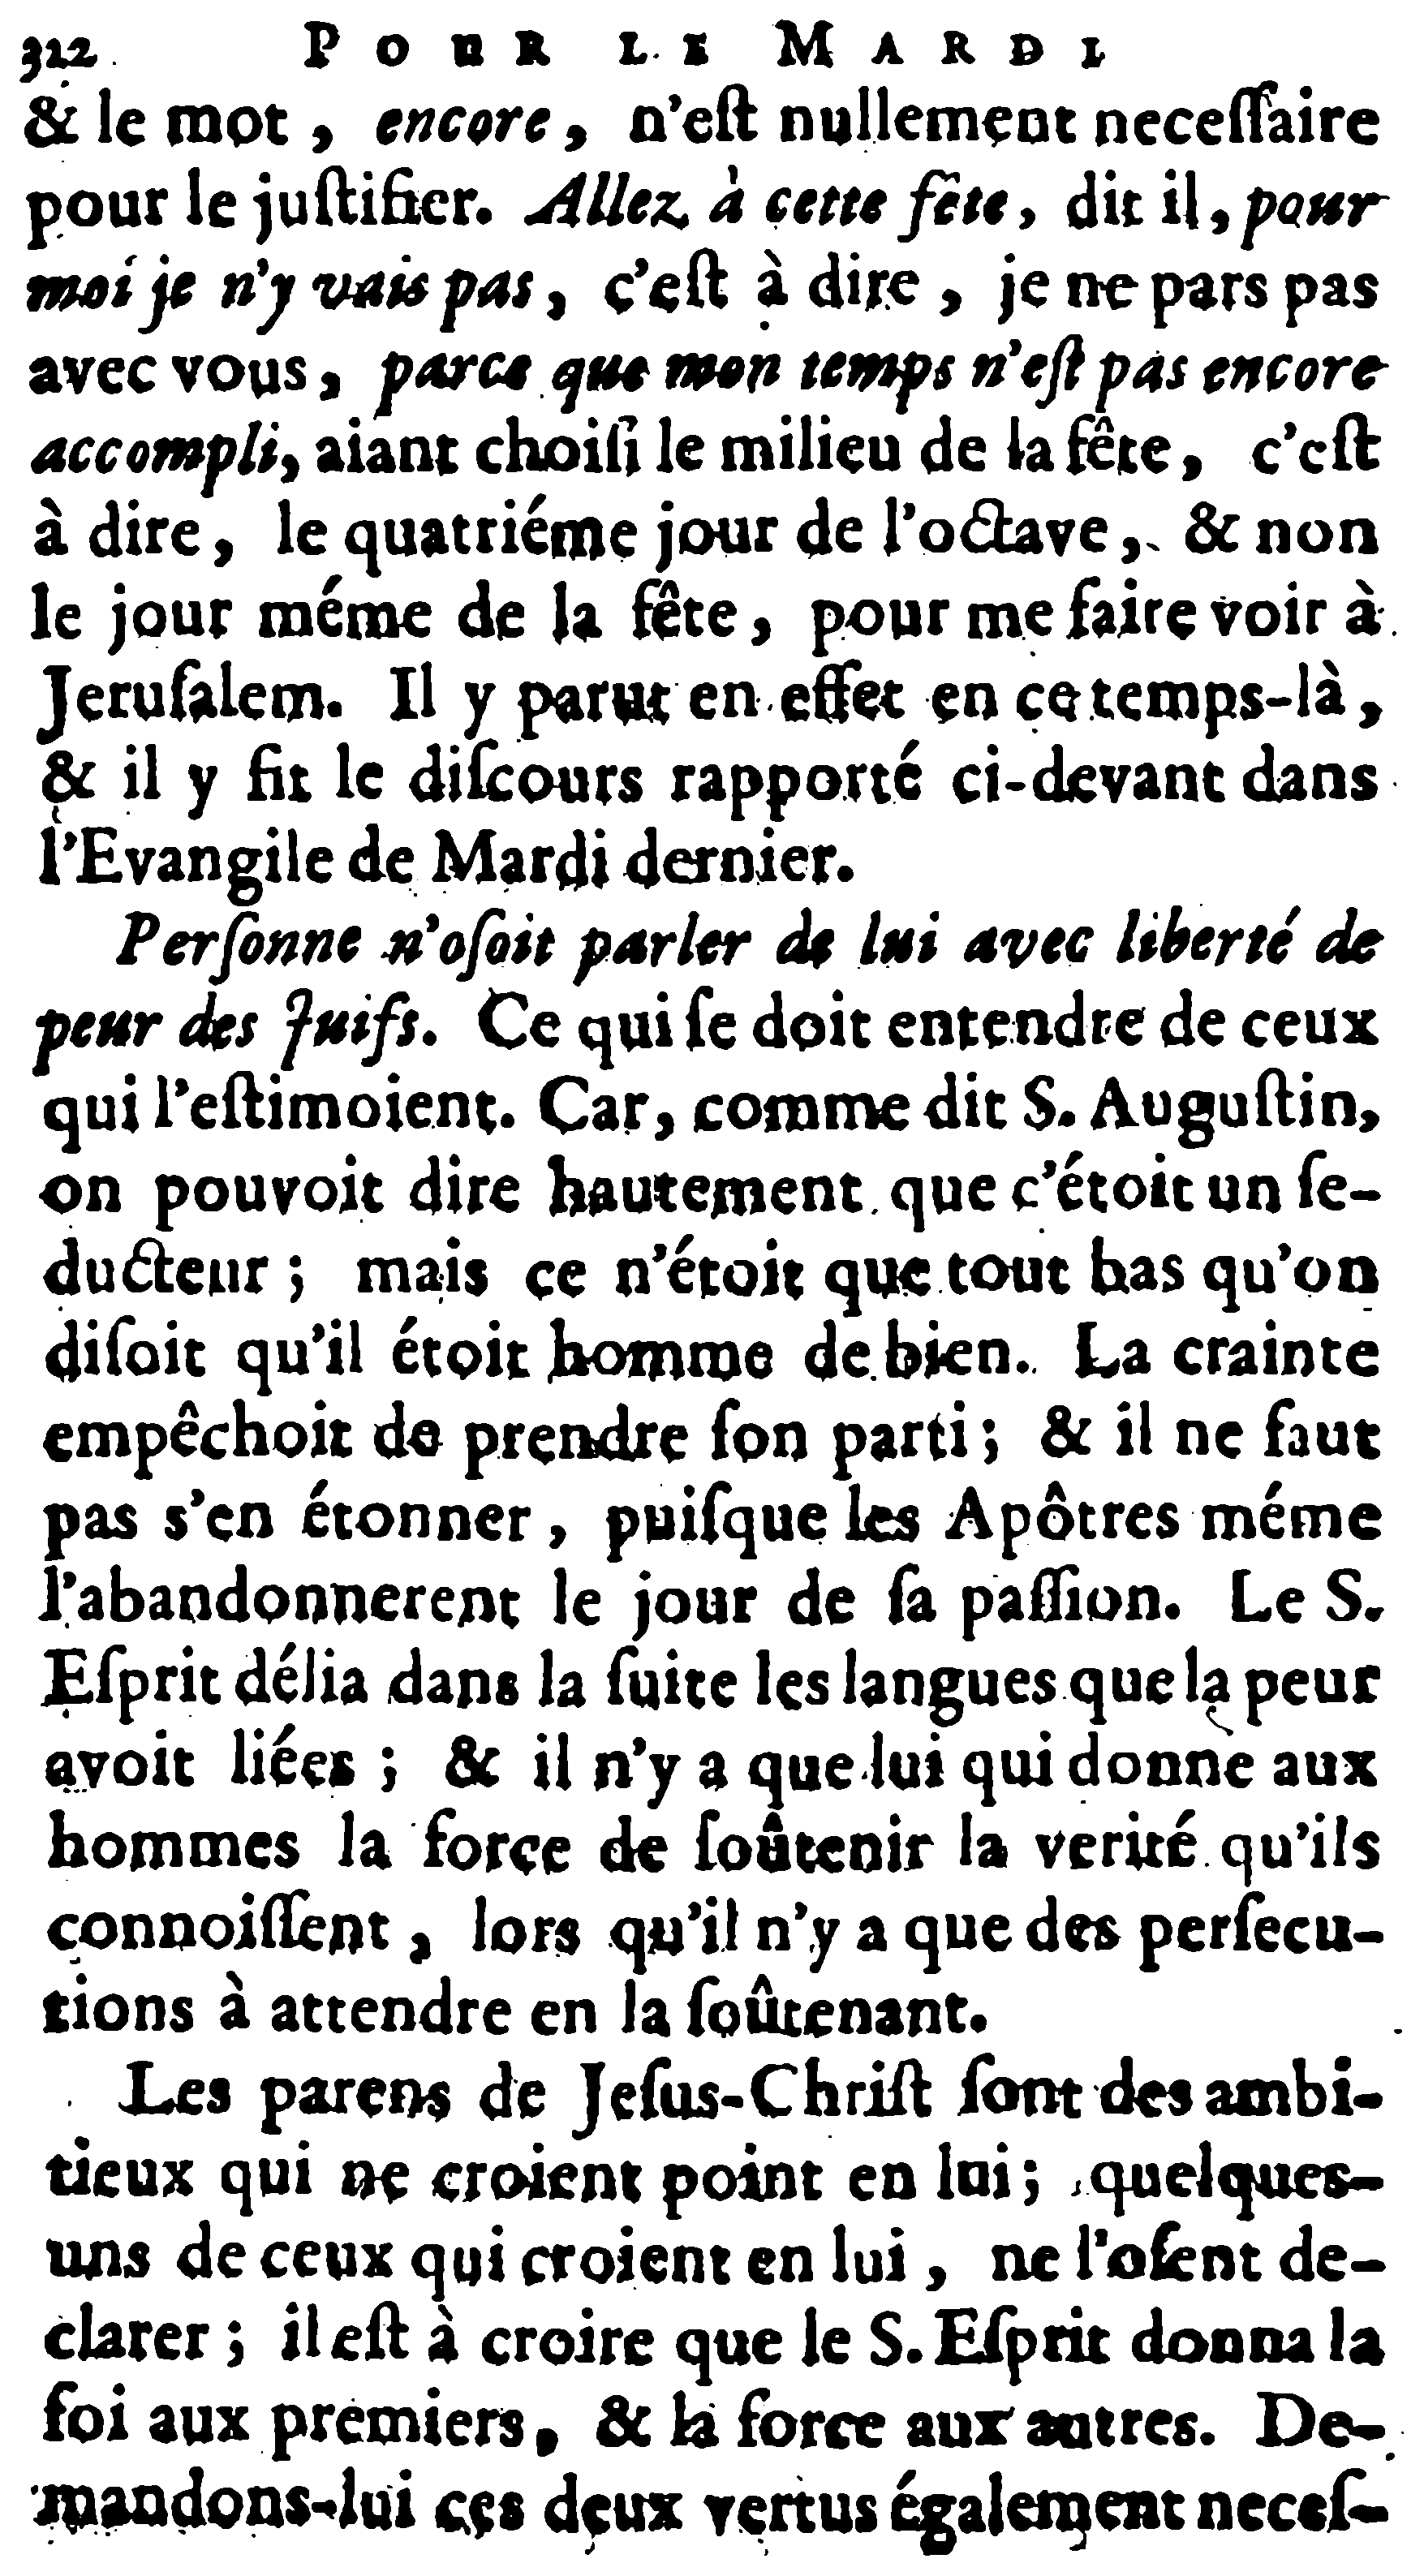 312 POUR LE MARDI
& le mot, encore, n'eſt nullement neceſſaire
pour le juſtifier. Allez à cette fête, dit il, pour
moi je n'y vais pas, c'eſt à dire, je ne pars pas
avec vous, parce que mon temps n'eſt pas encore
accompli, aiant choiſi le milieu de la fête, c'eſt
à dire, le quatriéme jour de l'octave, & non
le jour méme de la fête, pour me faire voir à
Jeruſalem. Il y parut en effet en ce temps-là,
& il y fit le diſcours rapporté ci-devant dans
l'Evangile de Mardi dernier.
Perſonne n'oſoit parler de lui avec liberté de
peur des Juifs. Ce qui ſe doit entendre de ceux
qui l'eſtimoient. Car, comme dit S. Auguſtin,
on pouvoit dire hautement que c'étoit un ſe-
ducteur; mais ce n'étoit que tout bas qu'on
diſoit qu'il étoit homme de bien. La crainte
empêchoit de prendre ſon parti; & il ne faut
pas s'en étonner, puiſque les Apôtres méme
l'abandonnerent le jour de ſa paſſion. Le S.
Eſprit délia dans la ſuite les langues que la peur
avoit liées; & il n'y a que lui qui donne aux
hommes la force de ſoûtenir la verité qu'ils
connoiſſent, lors qu'il n'y a que des perſecu-
tions à attendre en la ſoûtenant.
Les parens de Jeſus-Chriſt ſont des ambi-
tieux qui ne croient point en lui; quelques-
uns de ceux qui croient en lui, ne l'oſent de-
clarer; il eſt à croire que le S. Eſprit donna la
foi aux premiers, & la force aux autres. De-
mandons-lui ces deux vertus également neceſ-